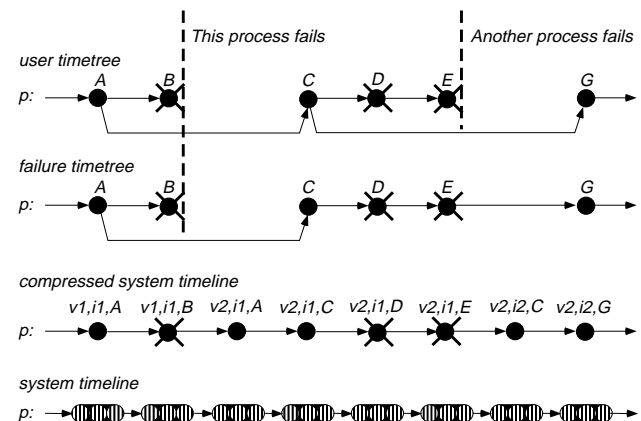 This process fails
Another process fails
user timetree
A B C D E G
p:
failure timetree
A B C D E G
p:
compressed system timeline
v1,i1,A v1,i1,B v2,i1,A v2,i1,C v2,i1,D v2,i1,E v2,i2,C v2,i2,G
p:
system timeline
p: